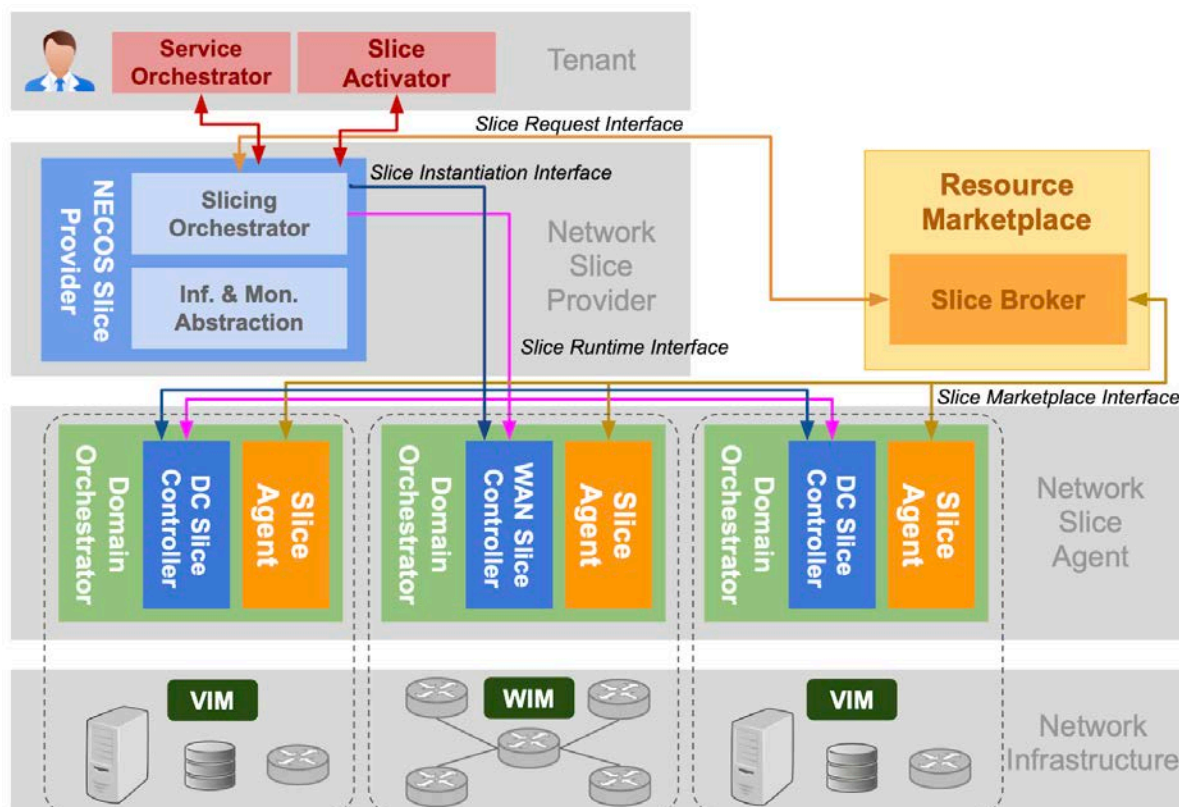 Service
Orchestrator
Slice
Activator
Tenant
Slice Request Interface
NECOS Slice
Provider
Slicing
Orchestrator
Inf. & Mon.
Abstraction
Slice Instantiation Interface
Network
Slice
Provider
Resource
Marketplace
Slice Broker
Slice Runtime Interface
Slice Marketplace Interface
Domain
Orchestrator
DC Slice
Controller
Slice
Agent
Domain
Orchestrator
WAN Slice
Controller
Slice
Agent
Domain
Orchestrator
DC Slice
Controller
Slice
Agent
Network
Slice
Agent
VIM
WIM
VIM
Network
Infrastructure